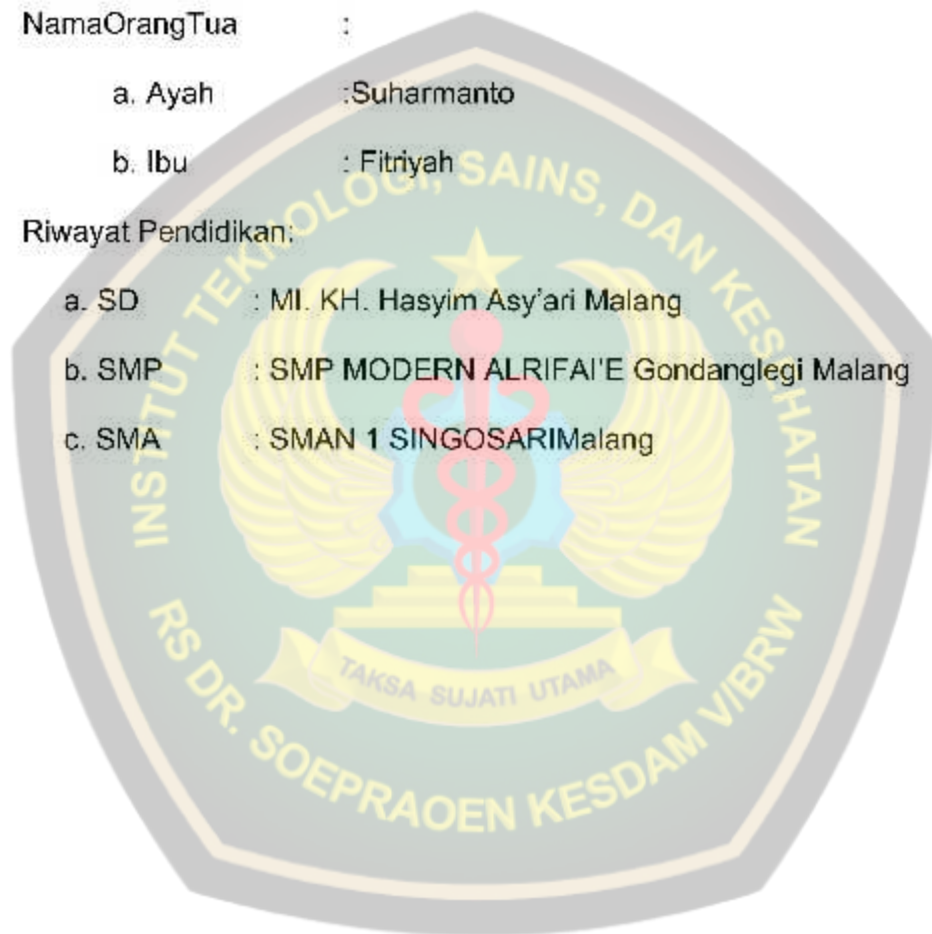 NamaOrangTua :
a. Ayah :Suharmanto
b. Ibu : Fitriyah
Riwayat Pendidikan:
a. SD : MI. KH. Hasyim Asy'ari Malang
b. SMP : SMP MODERN ALRIFAI'E Gondanglegi Malang
c. SMA : SMAN 1 SINGOSARIMalang
INSTITUT TEKNOLOGI, SAINS, DAN KESEHATAN
TAKSA SUJATI UTAMA
RS DR. SOEPRAOEN KESDAM V/BRW